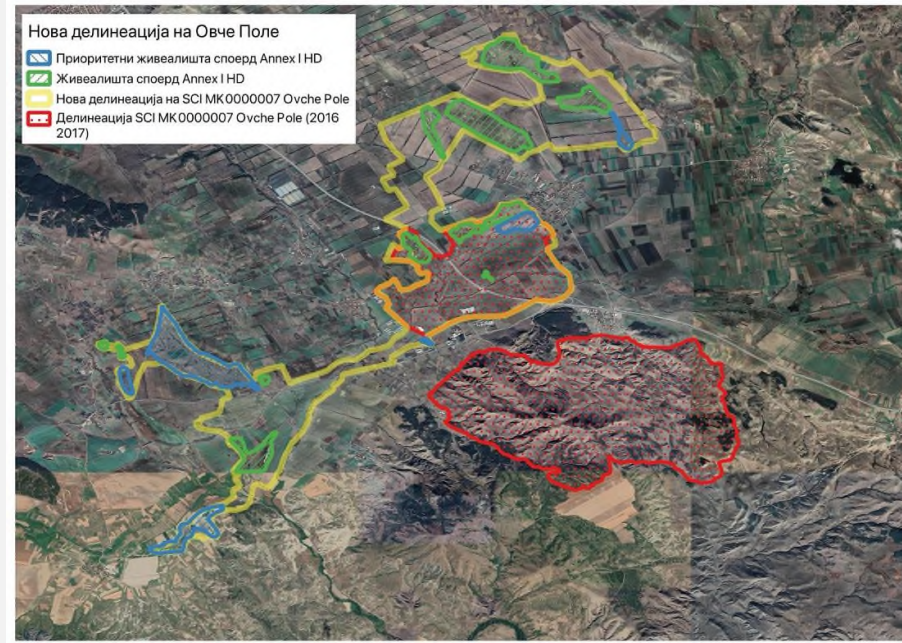 Нова делинеација на Овче Поле
Приоритетни живеалишта споерд Annex I HD
Живеалишта споерд Annex I HD
Нова делинеација на SCI MK0000007 Ovche Pole
Делинеација SCI MK0000007 Ovche Pole (2016
2017)